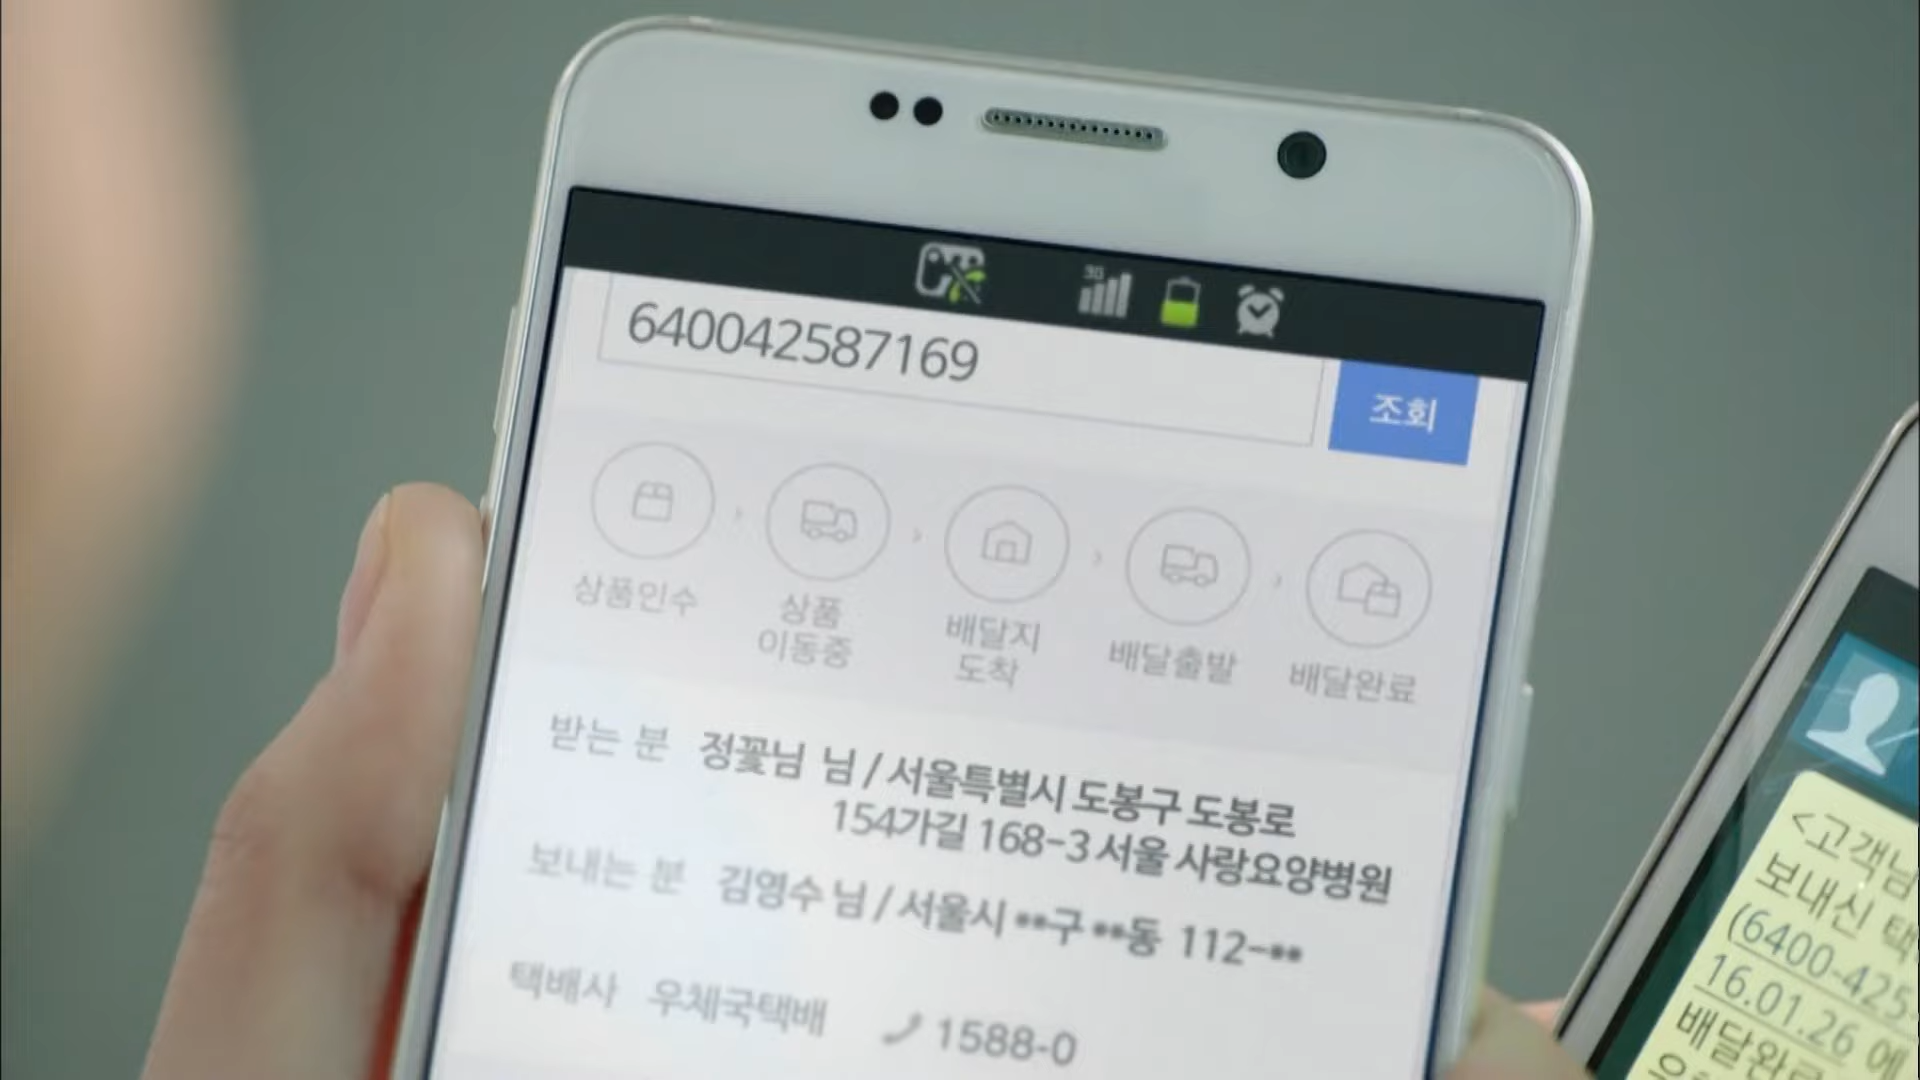 3G
640042587169
조회
상품인수
상품
이동중
배달지
도착
배달출발
배달완료
받는 분 정꽃님 님 / 서울특별시 도봉구 도봉로
154가길 168-3 서울 사랑요양병원
보내는 분 김영수 님 / 서울시 **구 **동 112-**
택배사 우체국택배 1588-0
<고객님
보내신 택
(6400-425
16.01.26 에
배달완료